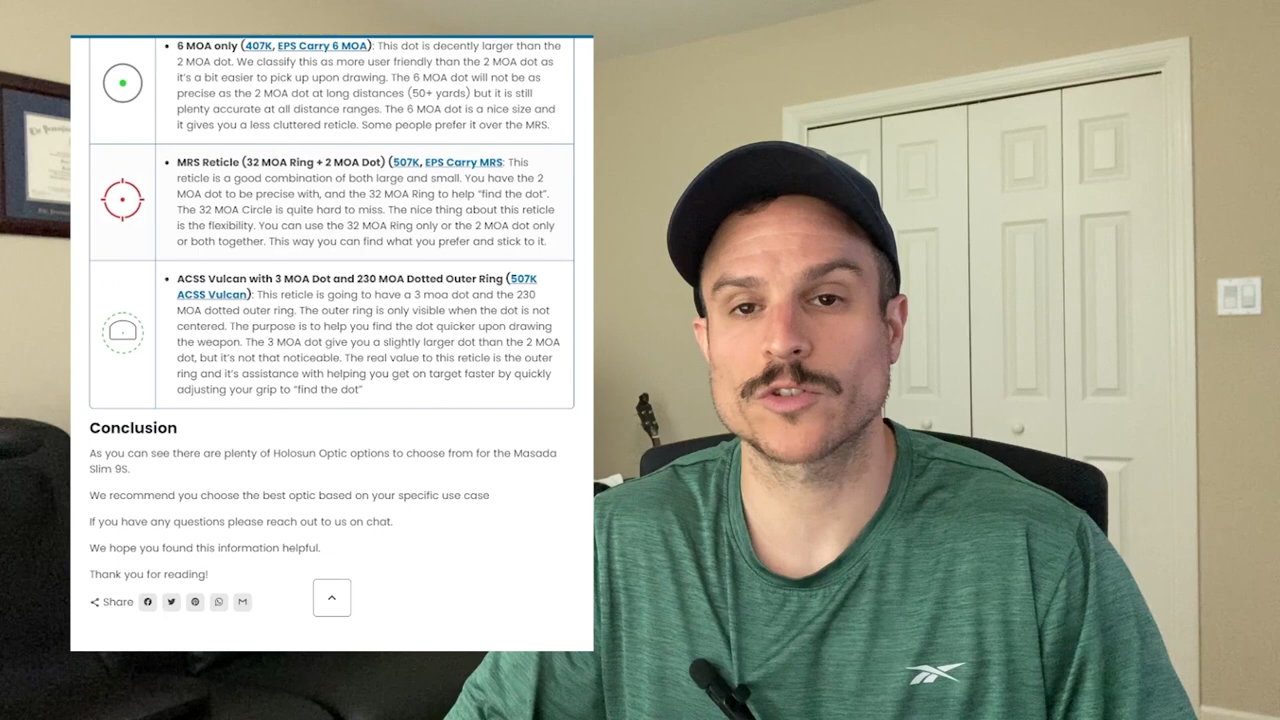 6 MOA only (407K, EPS Carry 6 MOA): This dot is decently larger than the
2 MOA dot. We classify this as more user friendly than the 2 MOA dot as
it's a bit easier to pick up upon drawing. The 6 MOA dot will not be as
precise as the 2 MOA dot at long distances (50+ yards) but it is still
plenty accurate at all distance ranges. The 6 MOA dot is a nice size and
it gives you a less cluttered reticle. Some people prefer it over the MRS.
MRS Reticle (32 MOA Ring + 2 MOA Dot) (507K, EPS Carry MRS: This
reticle is a good combination of both large and small. You have the 2
MOA dot to be precise with, and the 32 MOA Ring to help “find the dot”.
The 32 MOA Circle is quite hard to miss. The nice thing about this reticle
is the flexibility. You can use the 32 MOA Ring only or the 2 MOA dot only
or both together. This way you can find what you prefer and stick to it.
ACSS Vulcan with 3 MOA Dot and 230 MOA Dotted Outer Ring (507K
ACSS Vulcan): This reticle is going to have a 3 moa dot and the 230
MOA dotted outer ring. The outer ring is only visible when the dot is not
centered. The purpose is to help you find the dot quicker upon drawing
the weapon. The 3 MOA dot give you a slightly larger dot than the 2 MOA
dot, but it's not that noticeable. The real value to this reticle is the outer
ring and it's assistance with helping you get on target faster by quickly
adjusting your grip to “find the dot”
Conclusion
As you can see there are plenty of Holosun Optic options to choose from for the Masada
Slim 9S.
We recommend you choose the best optic based on your specific use case
If you have any questions please reach out to us on chat.
We hope you found this information helpful.
Thank you for reading!
Share